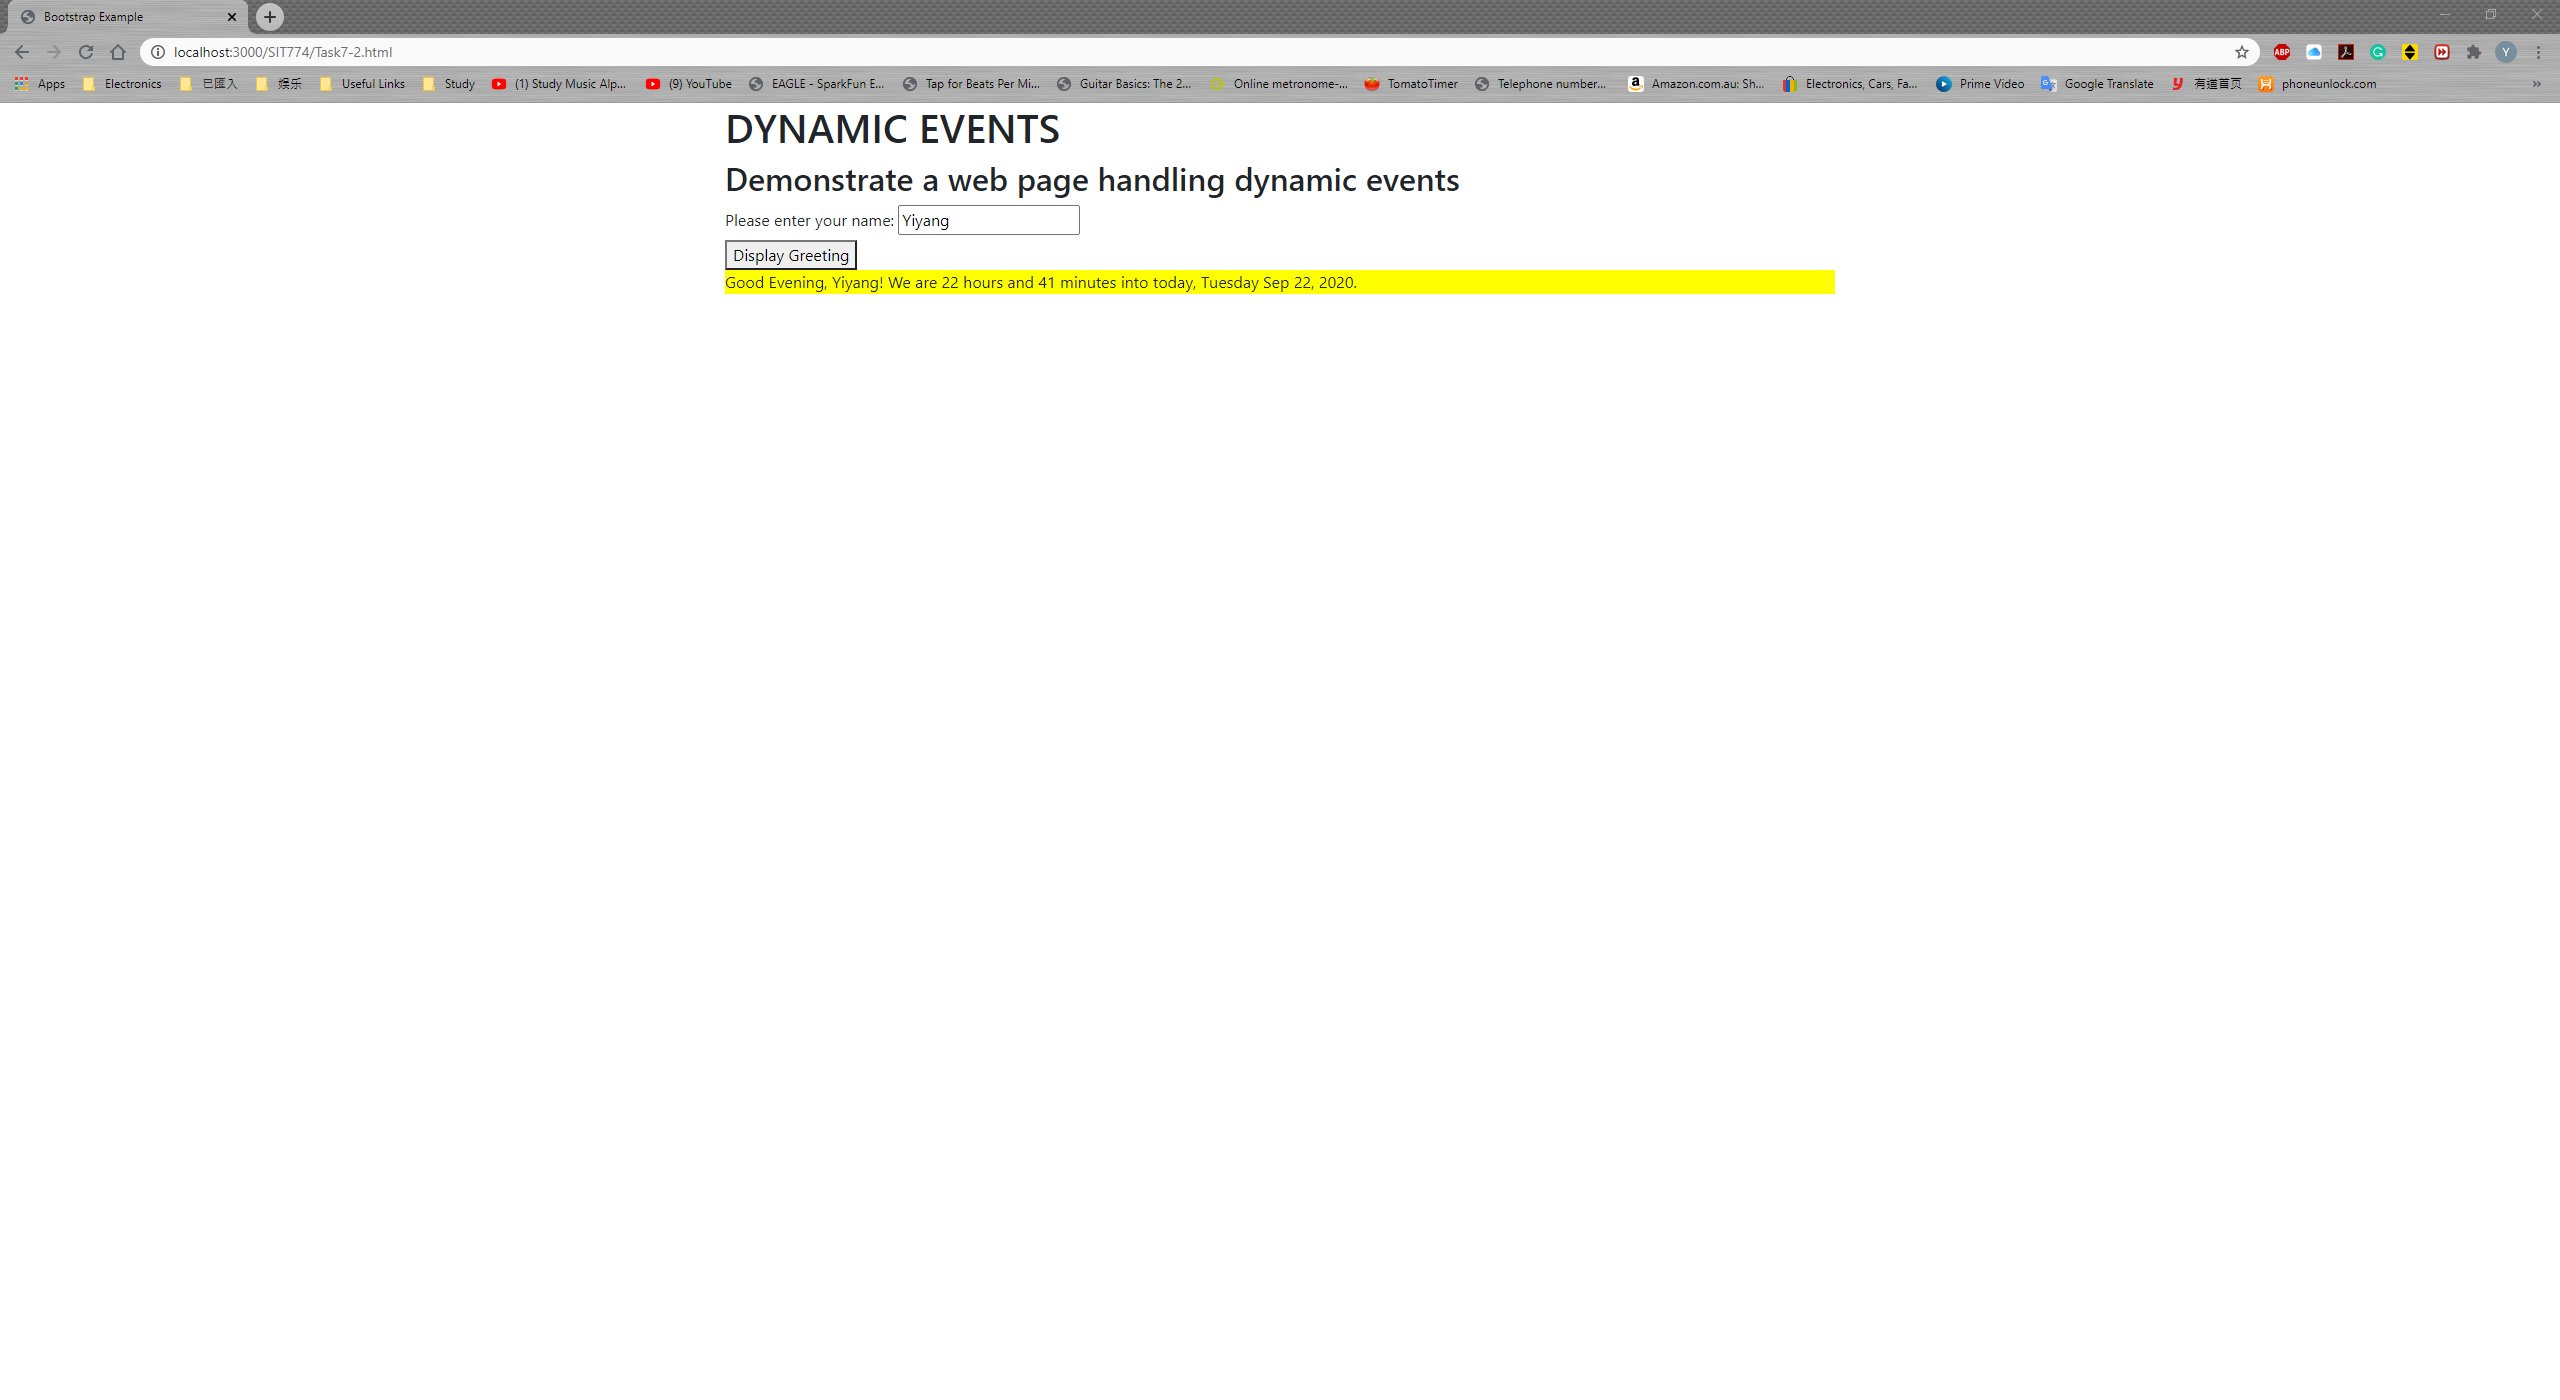 Bootstrap Example
localhost:3000/SIT774/Task7-2.html
ABP
Y
Apps Electronics 已匯入 娱乐 Useful Links Study (1) Study Music Alp... (9) YouTube EAGLE - SparkFun E... Tap for Beats Per Mi... Guitar Basics: The 2... Online metronome-... TomatoTimer Telephone number... Amazon.com.au: Sh... Electronics, Cars, Fa... Prime Video Google Translate 有道首页 phoneunlock.com »
DYNAMIC EVENTS
Demonstrate a web page handling dynamic events
Please enter your name: Yiyang
Display Greeting
Good Evening, Yiyang! We are 22 hours and 41 minutes into today, Tuesday Sep 22, 2020.